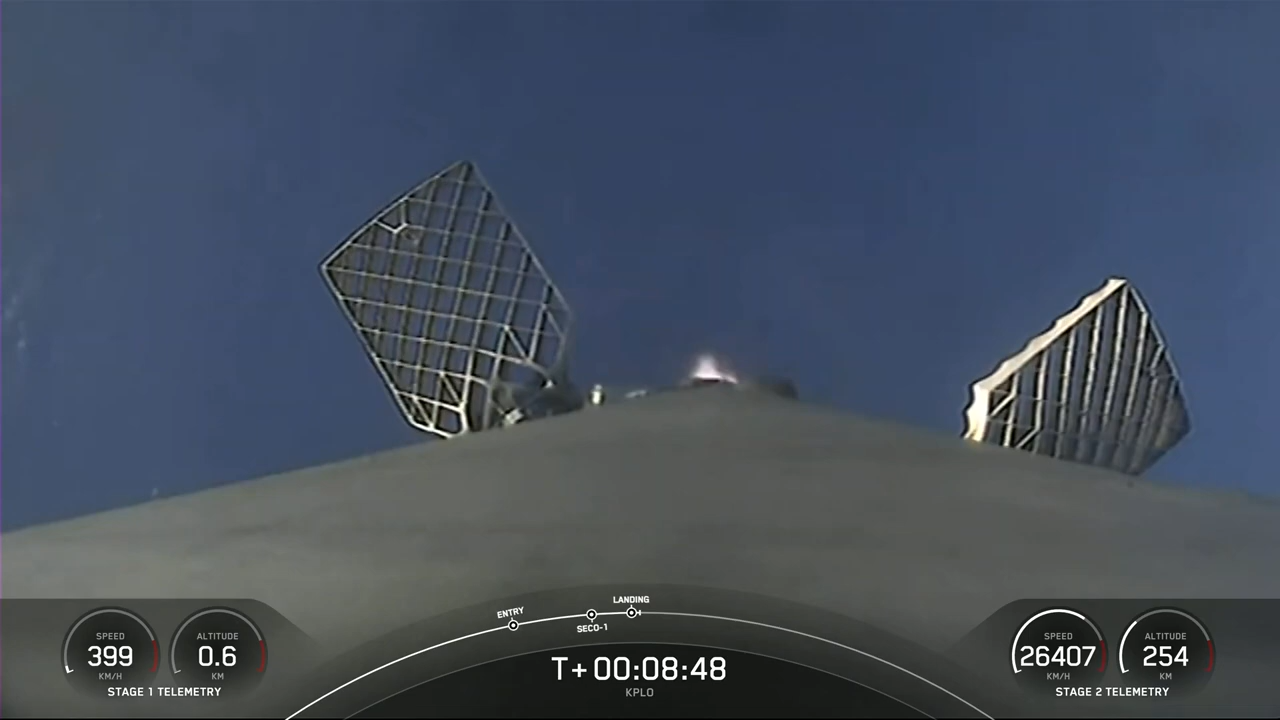 ENTRY
SECO-1
LANDING
SPEED
399
KM/H
ALTITUDE
0.6
KM
STAGE 1 TELEMETRY
T+ 00:08:48
KPLO
SPEED
26407
KM/H
ALTITUDE
254
KM
STAGE 2 TELEMETRY